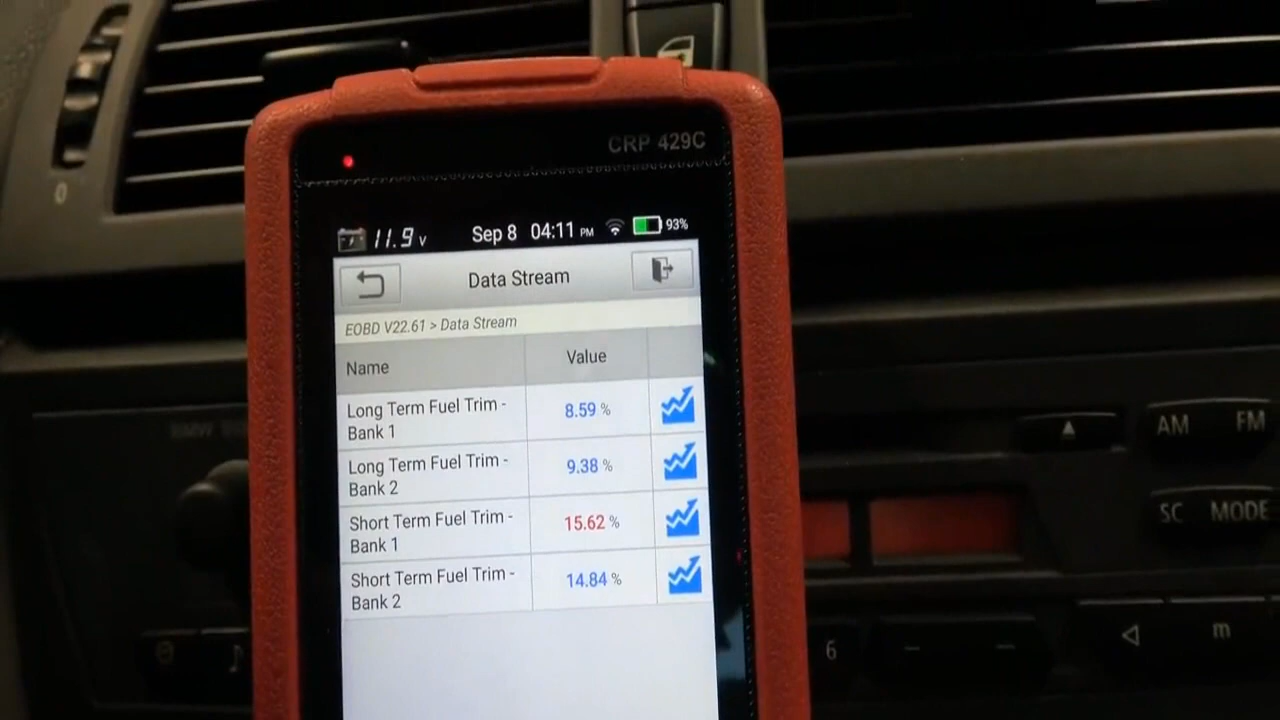 CRP 429C
11.9 V Sep 8 04:11 PM 93%
Data Stream
EOBD V22.61 > Data Stream
Name Value
Long Term Fuel Trim -
Bank 1
8.59 %
Long Term Fuel Trim -
Bank 2
9.38 %
Short Term Fuel Trim -
Bank 1
15.62 %
Short Term Fuel Trim -
Bank 2
14.84 %
0
AM FM
SC MODE
6
m